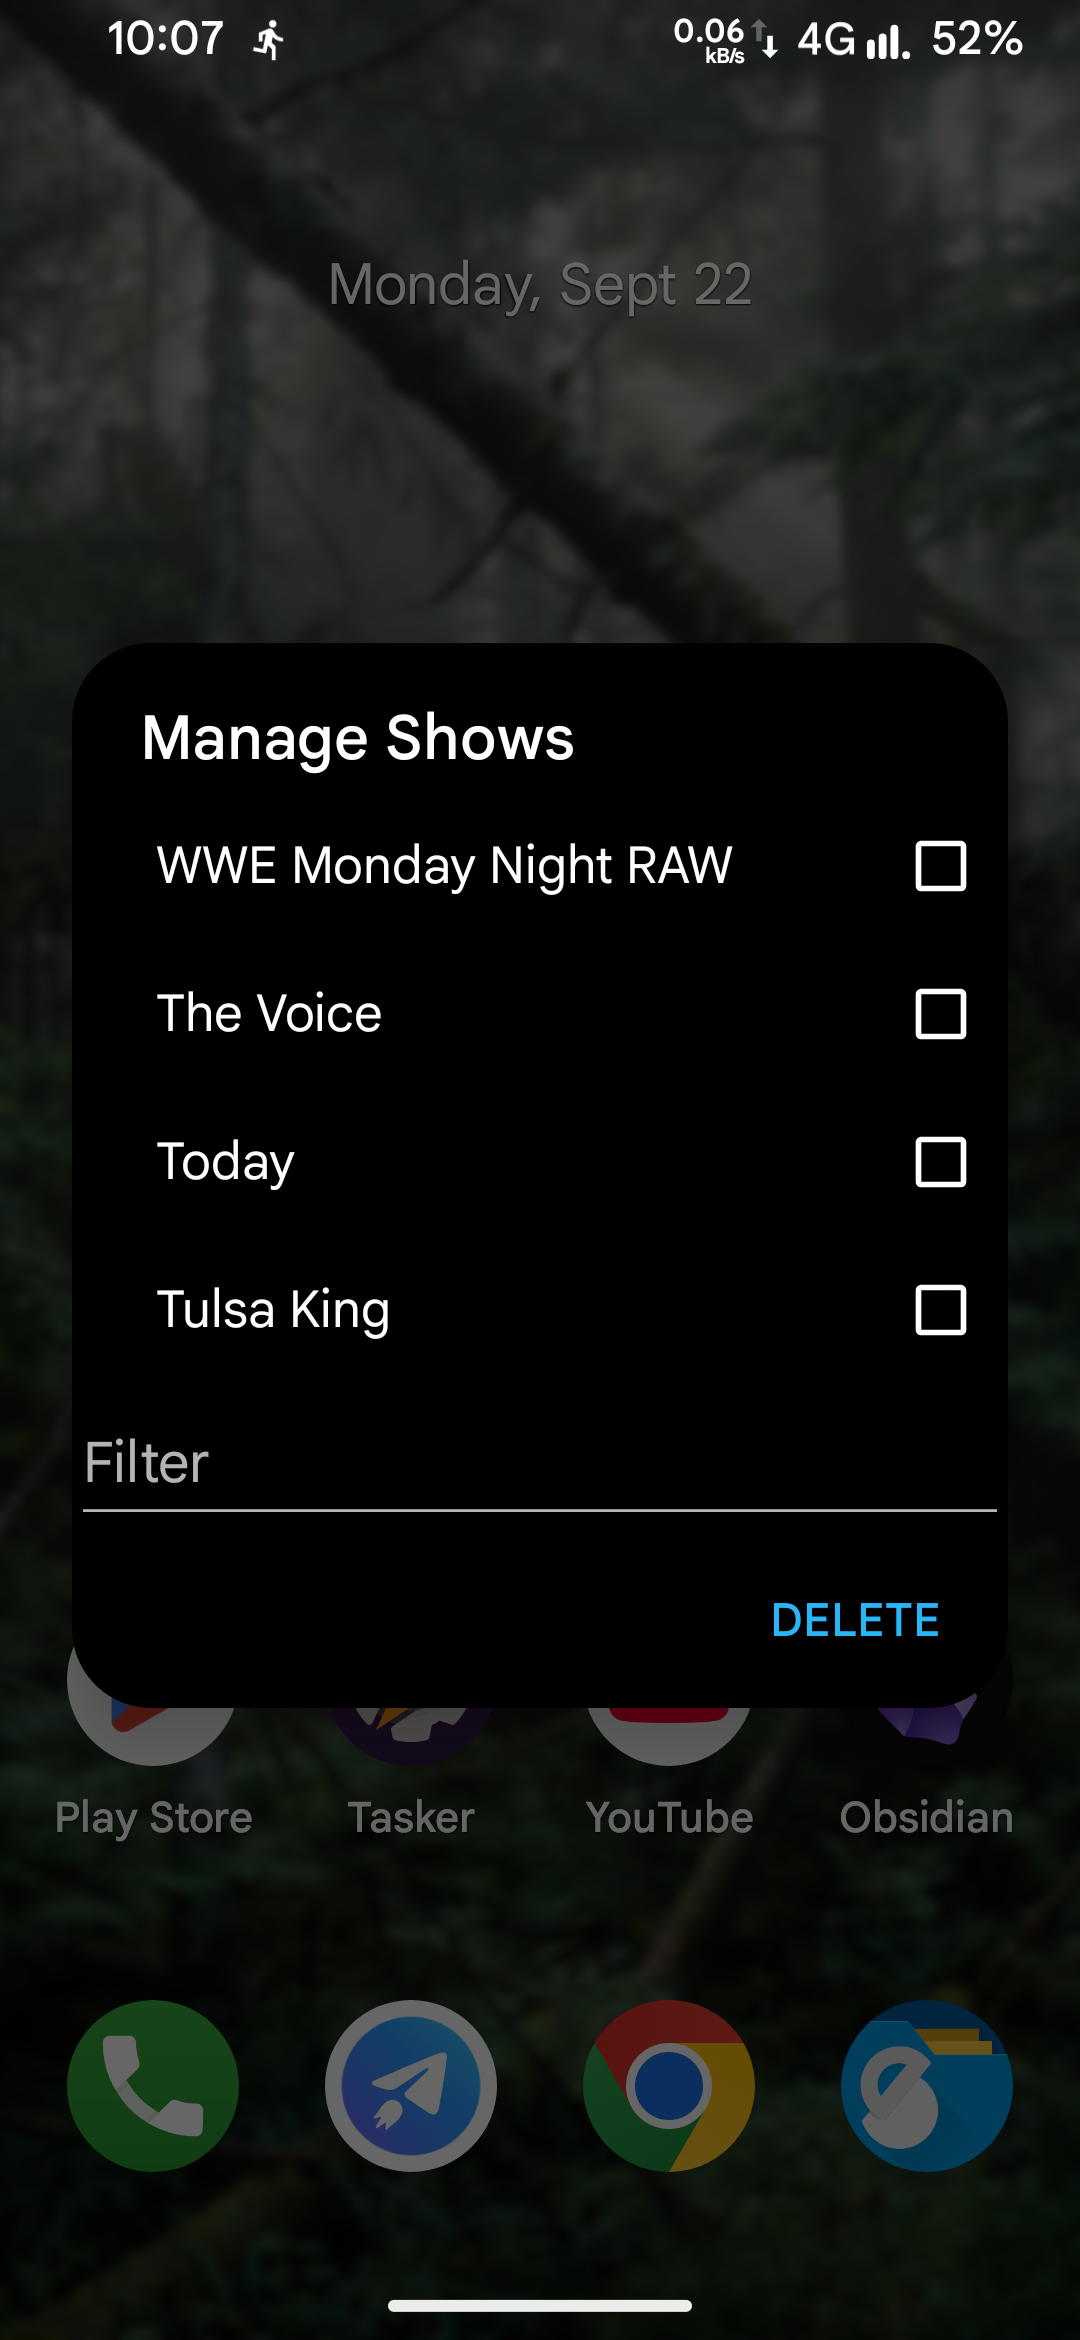 10:07
0.06 kB/s 4G 52%
Monday, Sept 22
Manage Shows
WWE Monday Night RAW
The Voice
Today
Tulsa King
Filter
DELETE
Play Store Tasker YouTube Obsidian